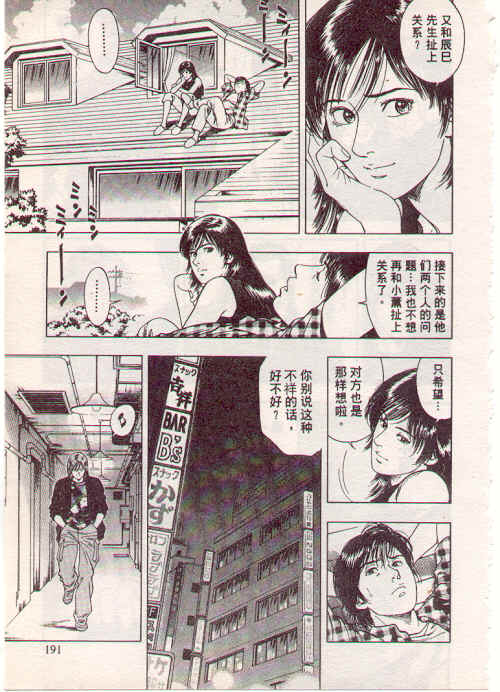 又和辰巳
先生扯上
关系？
ミィーン
ミーン
………
ミーン
ミーン
接下来的是他
们两个人的问
题…我也不想
再和小薰扯上
关系了。
………
只希望…
对方也是
那样想啦。
你别说这种
不祥的话，
好不好？
スナック
吉祥
BAR
B's
スナック
かず
191